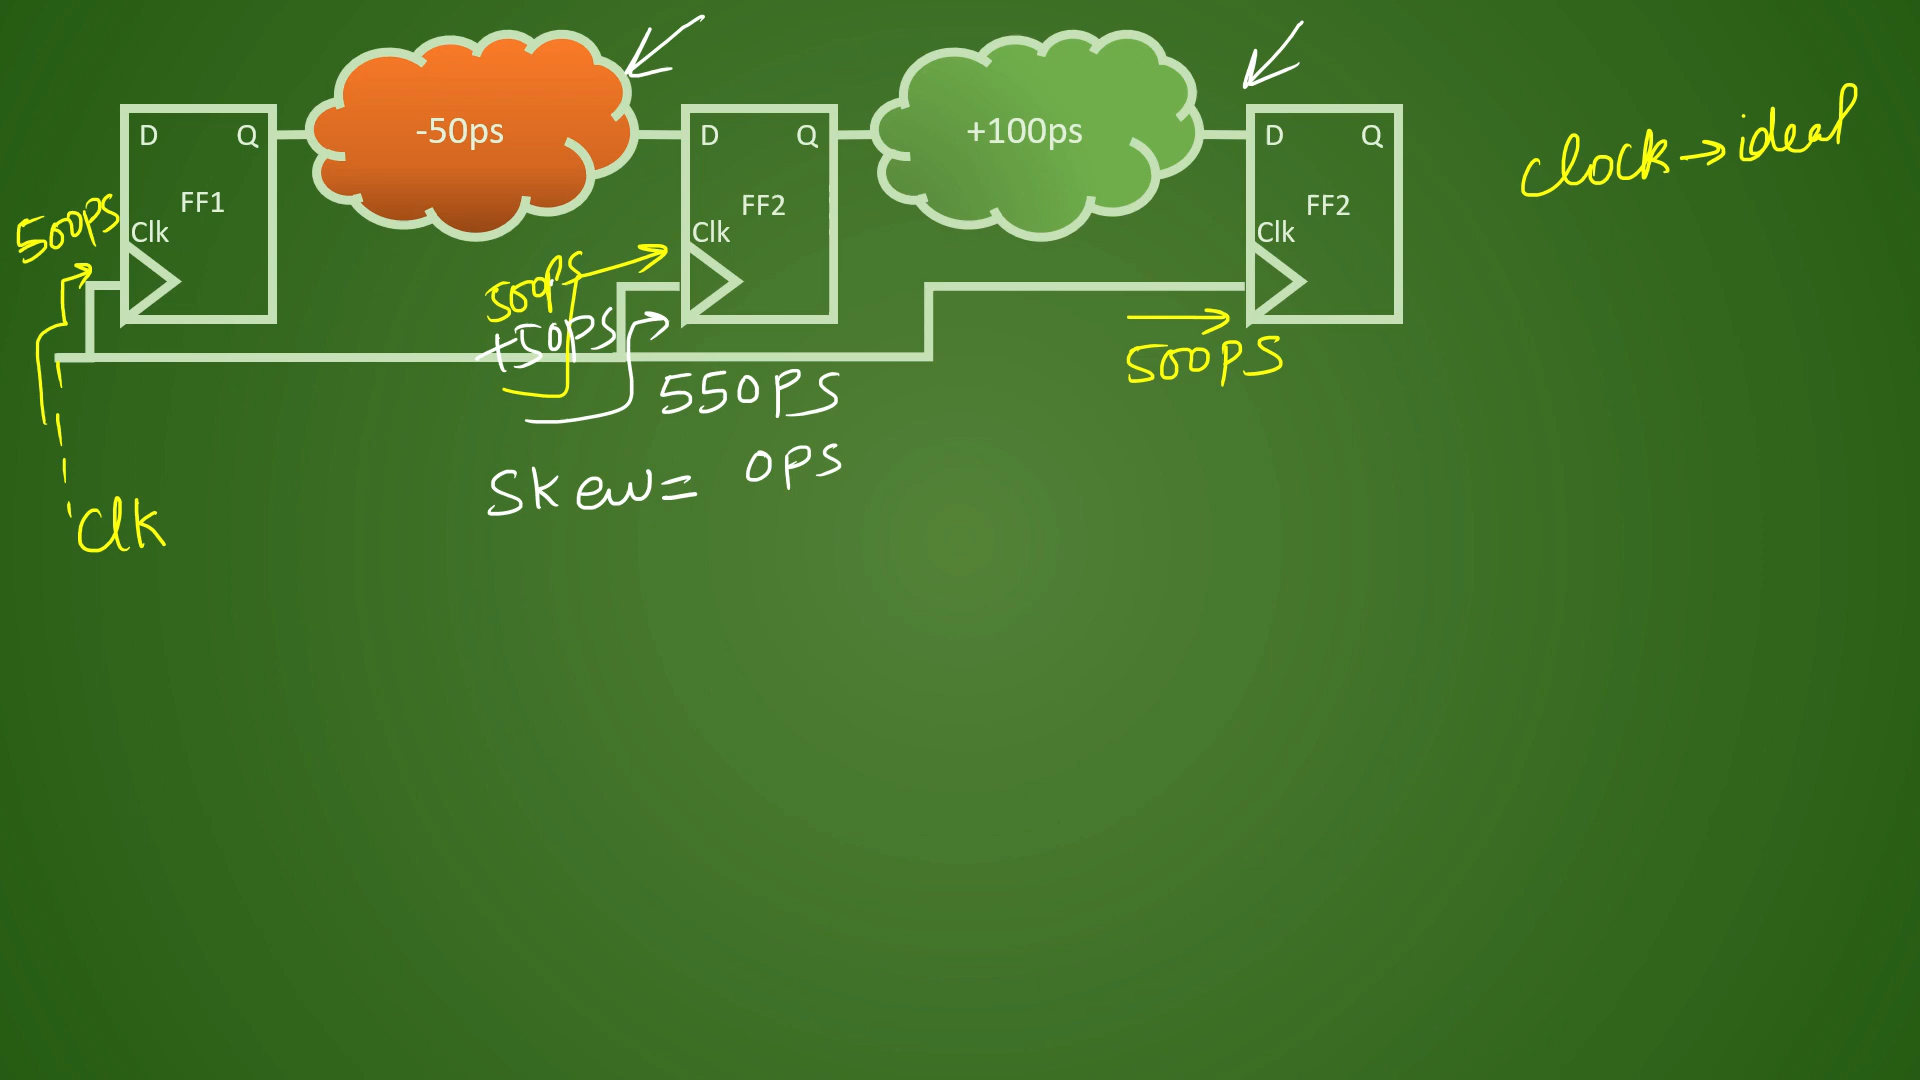 -50ps
+100ps
D Q
FF1
Clk
D Q
FF2
Clk
D Q
FF2
Clk
clock → ideal
500ps
500ps
+50ps
550ps
500ps
Skew = 0ps
Clk